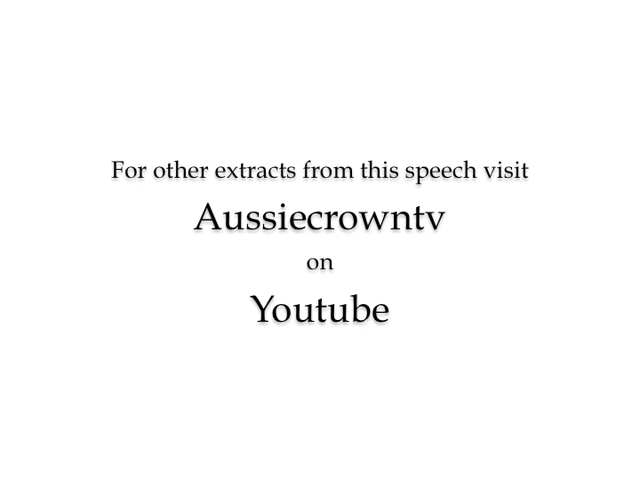 For other extracts from this speech visit
Aussiecrowntv
on
Youtube